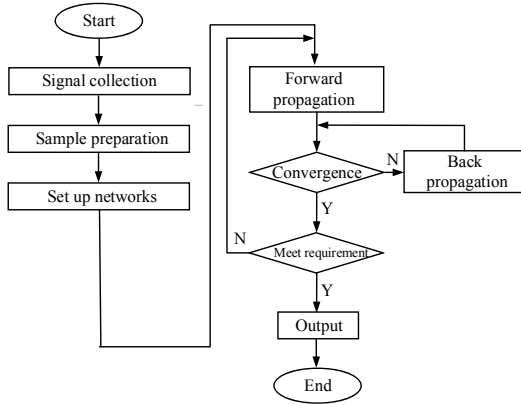 Start
Signal collection
Sample preparation
Set up networks
Forward
propagation
Convergence
N
Back
propagation
Y
N
Meet requirement
Y
Output
End